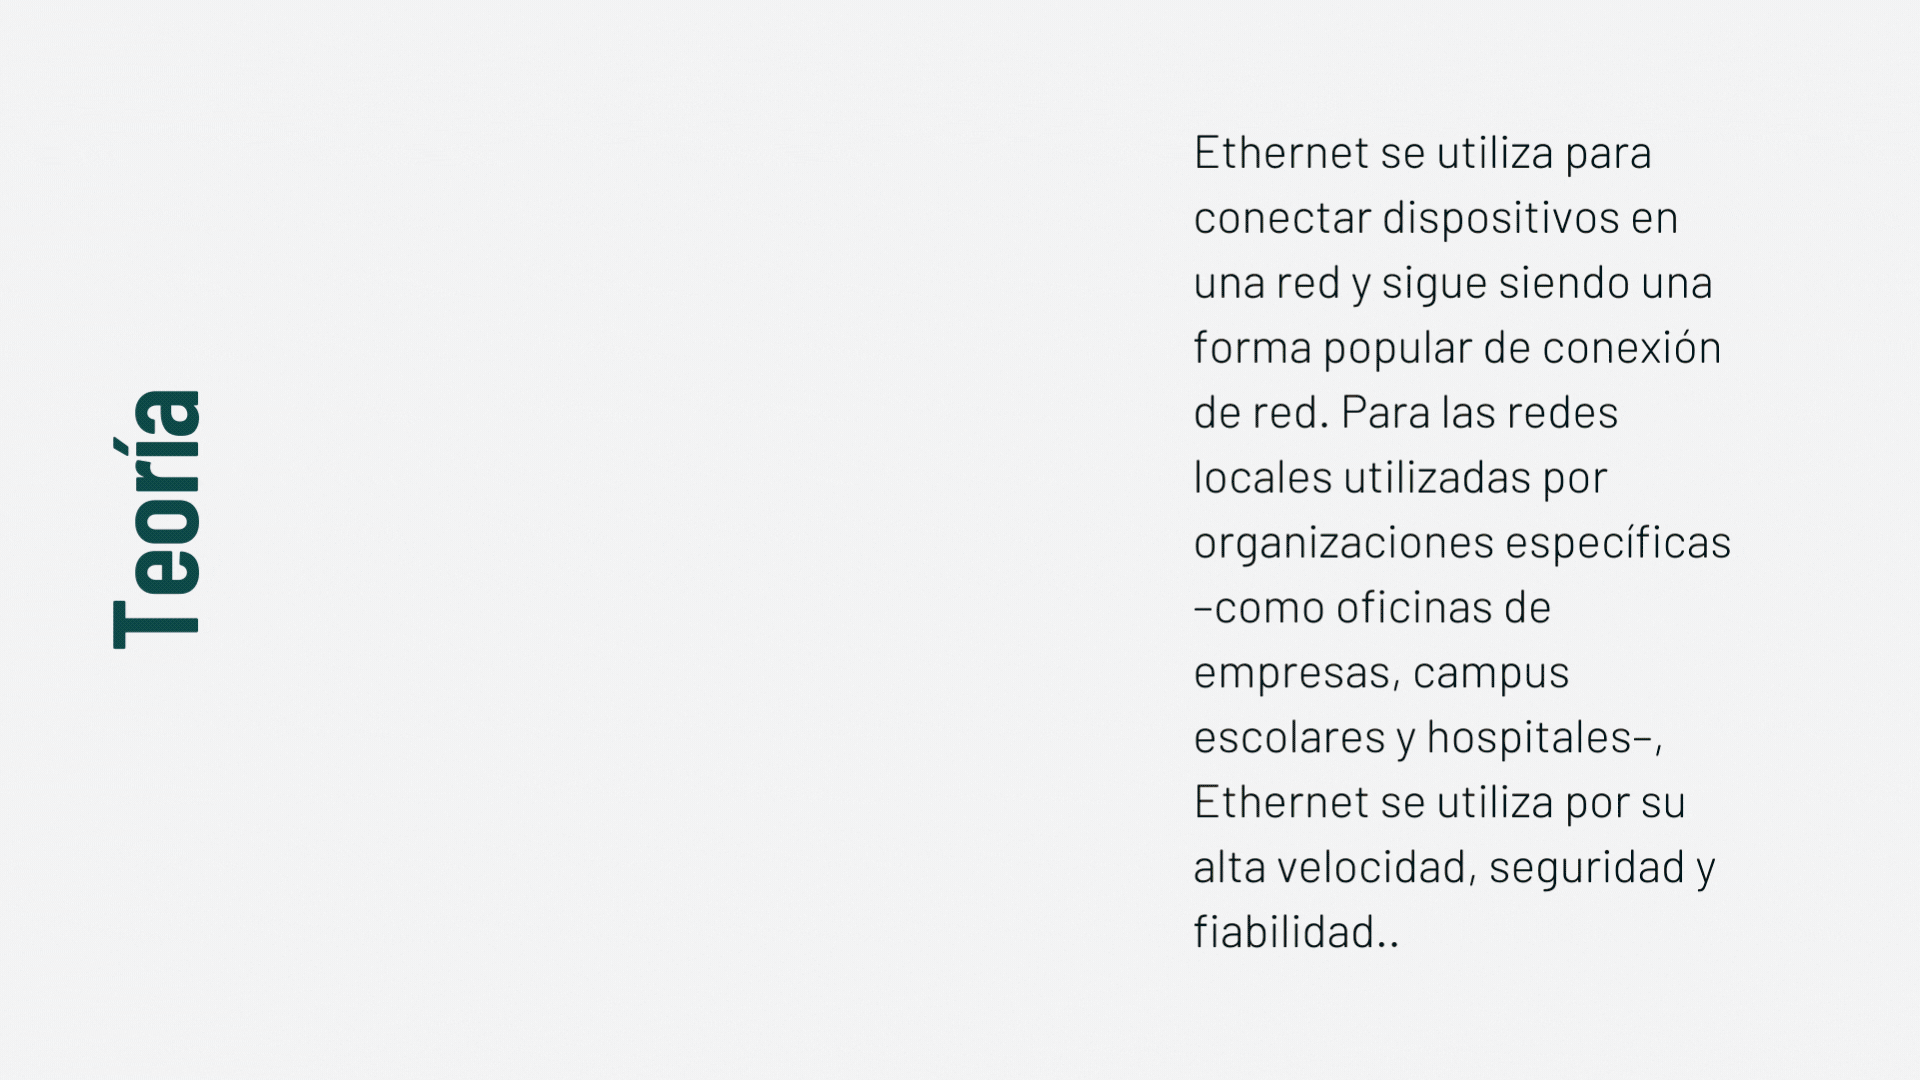 Teoría
Ethernet se utiliza para
conectar dispositivos en
una red y sigue siendo una
forma popular de conexión
de red. Para las redes
locales utilizadas por
organizaciones específicas
–como oficinas de
empresas, campus
escolares y hospitales–,
Ethernet se utiliza por su
alta velocidad, seguridad y
fiabilidad..